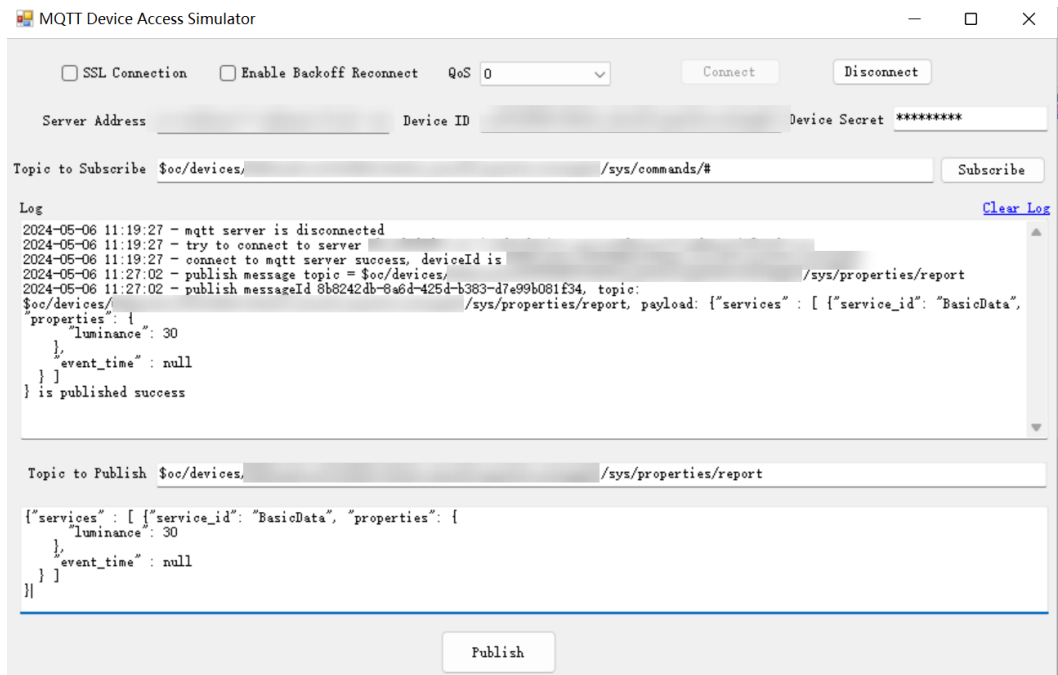 MQTT Device Access Simulator
SSL Connection Enable Backoff Reconnect QoS 0 Connect Disconnect
Server Address Device ID Device Secret *********
Topic to Subscribe $oc/devices/ /sys/commands/# Subscribe
Log Clear Log
2024-05-06 11:19:27 - mqtt server is disconnected
2024-05-06 11:19:27 - try to connect to server
2024-05-06 11:19:27 - connect to mqtt server success, deviceId is
2024-05-06 11:27:02 - publish message topic = $oc/devices/ /sys/properties/report
2024-05-06 11:27:02 - publish messageId 8b8242db-8a6d-425d-b383-d7e99b081f34, topic:
$oc/devices/ /sys/properties/report, payload: {"services" : [ {"service_id": "BasicData",
"properties": {
"luminance": 30
},
"event_time" : null
} ]
} is published success
Topic to Publish $oc/devices/ /sys/properties/report
{"services" : [ {"service_id": "BasicData", "properties": {
"luminance": 30
},
"event_time" : null
} ]
}
Publish